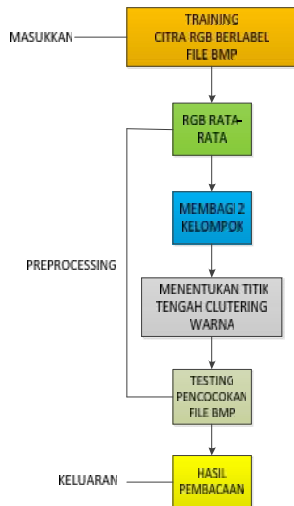 TRAINING
MASUKKAN
CITRA RGB BERLABEL
FILE BMP
RGB RATA-
RATA
MEMBAGI 2
KELOMPOK
PREPROCESSING
MENENTUKAN TITIK
TENGAH CLUTERING
WARNA
TESTING
PENCOCOKAN
FILE BMP
KELUARAN
HASIL
PEMBACAAN